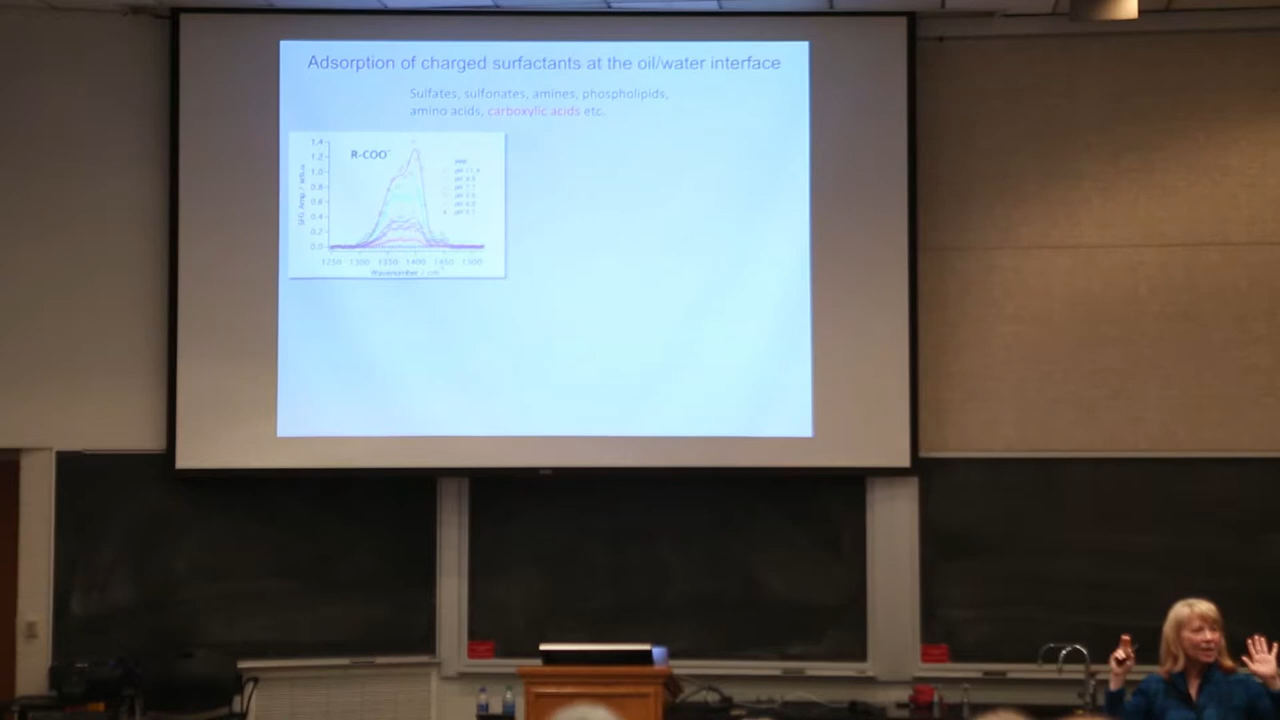 Adsorption of charged surfactants at the oil/water interface
Sulfates, sulfonates, amines, phospholipids,
amino acids, carboxylic acids etc.
R-COO⁻
1.4
1.2
1.0
0.8
0.6
0.4
0.2
0.0
1250 1300 1350 1400 1450 1500
Wavenumber / cm